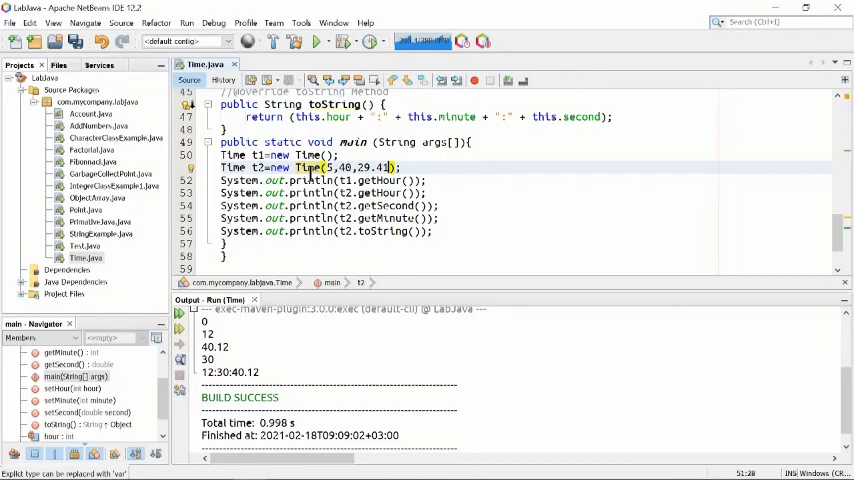 LabJava - Apache NetBeans IDE 12.2
File Edit View Navigate Source Refactor Run Debug Profile Team Tools Window Help
Search (Ctrl+I)
<default config>
Projects Files Services
Time.java
Source History
LabJava
Source Packages
com.mycompany.labjava
Account.java
AddNumbers.java
CharacterClassExample.java
Factorial.java
Fibonnad.java
GarbageCollectPoint.java
IntegerClassExample.java
ObjectArray.java
Point.java
PrimativeJava.java
StringExample.java
Test.java
Time.java
Dependencies
Java Dependencies
Project Files
45 //@override toString Method
public String toString() {
47 return (this.hour + ":" + this.minute + ":" + this.second);
48 }
49 public static void main (String args[]){
50 Time t1=new Time();
Time t2=new Time(5,40,29.41);
52 System.out.println(t1.getHour());
53 System.out.println(t2.getHour());
54 System.out.println(t2.getSecond());
55 System.out.println(t2.getMinute());
56 System.out.println(t2.toString());
57 }
58 }
59
com.mycompany.labjava.Time main t2
Output - Run (Time)
--- exec-maven-plugin:3.0.0:exec (default-cli) @ LabJava ---
0
12
40.12
30
12:30:40.12
BUILD SUCCESS
Total time: 0.998 s
Finished at: 2021-02-18T09:09:02+03:00
main - Navigator
Members <empty>
getMinute() : int
getSecond() : double
main(String[] args)
setHour(int hour)
setMinute(int minute)
setSecond(double second)
toString() ↑ Object
hour : int
Explict type can be replaced with 'var'
51:29 INS